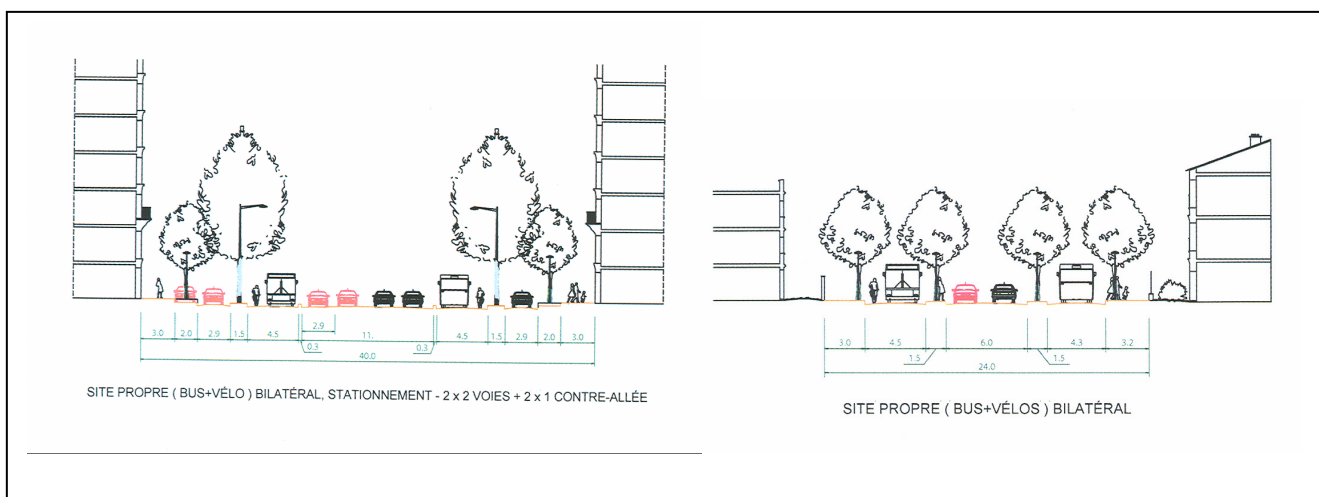 2.9
3.0 2.0 2.9 1.5 4.5 11. 4.5 1.5 2.9 2.0 3.0
0.3 0.3
40.0
SITE PROPRE ( BUS+VÉLO ) BILATÉRAL, STATIONNEMENT - 2 x 2 VOIES + 2 x 1 CONTRE-ALLÉE
3.0 4.5 6.0 4.3 3.2
1.5 1.5
24.0
SITE PROPRE ( BUS+VÉLOS ) BILATÉRAL